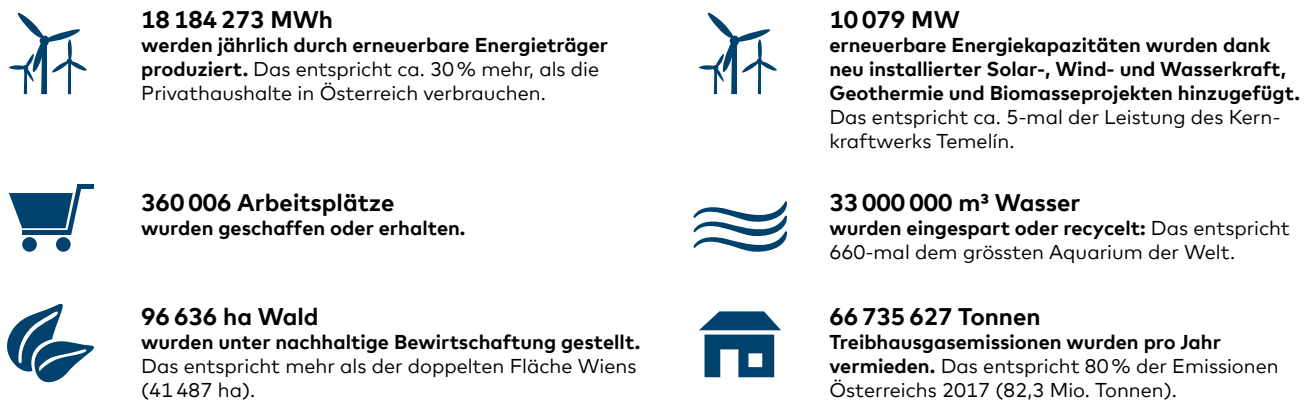 18 184 273 MWh
werden jährlich durch erneuerbare Energieträger
produziert. Das entspricht ca. 30 % mehr, als die
Privathaushalte in Österreich verbrauchen.
10 079 MW
erneuerbare Energiekapazitäten wurden dank
neu installierter Solar-, Wind- und Wasserkraft,
Geothermie und Biomasseprojekten hinzugefügt.
Das entspricht ca. 5-mal der Leistung des Kern-
kraftwerks Temelín.
360 006 Arbeitsplätze
wurden geschaffen oder erhalten.
33 000 000 m³ Wasser
wurden eingespart oder recycelt: Das entspricht
660-mal dem grössten Aquarium der Welt.
96 636 ha Wald
wurden unter nachhaltige Bewirtschaftung gestellt.
Das entspricht mehr als der doppelten Fläche Wiens
(41 487 ha).
66 735 627 Tonnen
Treibhausgasemissionen wurden pro Jahr
vermieden. Das entspricht 80 % der Emissionen
Österreichs 2017 (82,3 Mio. Tonnen).